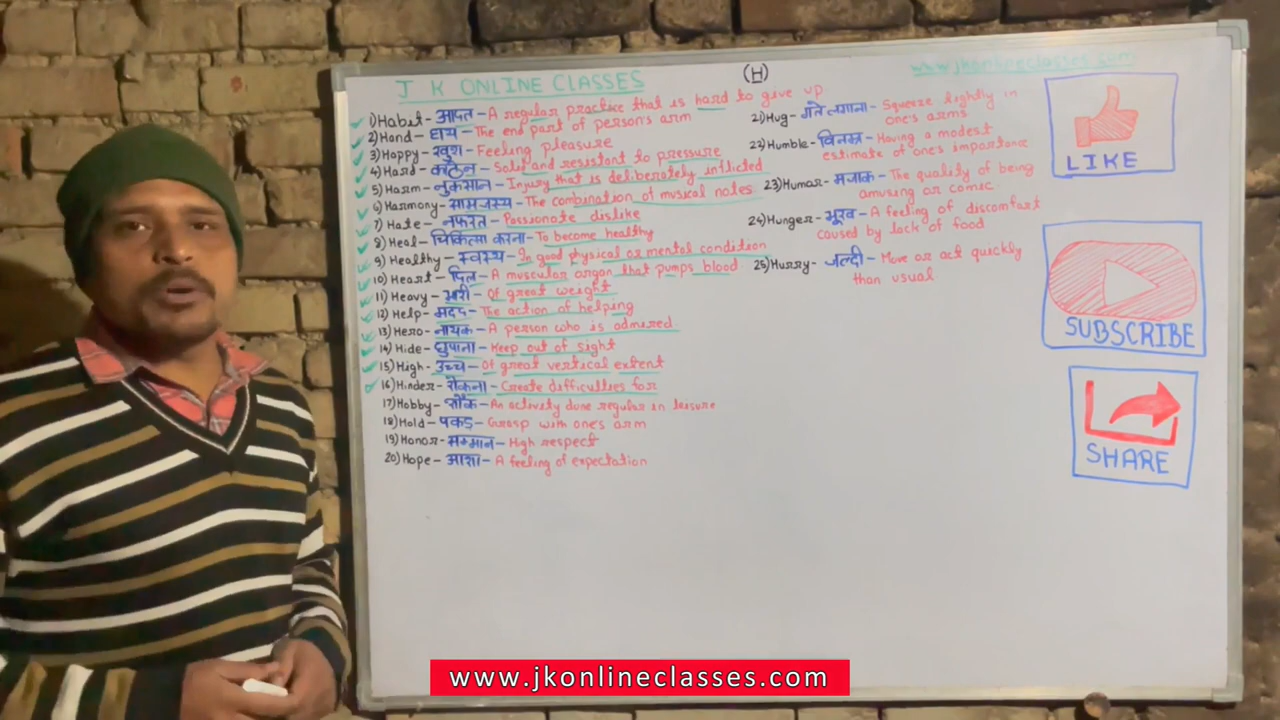 J K ONLINE CLASSES
(H)
www.jkonlineclasses.com
1) Habit - आदत - A regular practice that is hard to give up
2) Hand - हाथ - The end part of person's arm
3) Happy - खुश - Feeling pleasure
4) Hard - कठिन - Solid and resistant to pressure
5) Harm - नुकसान - Injury that is deliberately inflicted
6) Harmony - सामंजस्य - The combination of musical notes
7) Hate - नफरत - Passionate dislike
8) Heal - चिकित्सा करना - To become healthy
9) Healthy - स्वस्थ्य - In good physical or mental condition
10) Heart - दिल - A muscular organ that pumps blood
11) Heavy - भारी - Of great weight
12) Help - मदद - The action of helping
13) Hero - नायक - A person who is admired
14) Hide - छुपाना - Keep out of sight
15) High - उच्च - Of great vertical extent
16) Hinder - रोकना - Create difficulties for
17) Hobby - शौक - An activity done regular in leisure
18) Hold - पकड़ - Grasp with one's arm
19) Honor - सम्मान - High respect
20) Hope - आशा - A feeling of expectation
21) Hug - गले लगाना - Squeeze tightly in
one's arms
22) Humble - विनम्र - Having a modest
estimate of one's importance
23) Humar - मजाक - The quality of being
amusing or comic
24) Hunger - भूख - A feeling of discomfort
caused by lack of food
25) Hurry - जल्दी - Move or act quickly
than usual
LIKE
SUBSCRIBE
SHARE
www.jkonlineclasses.com